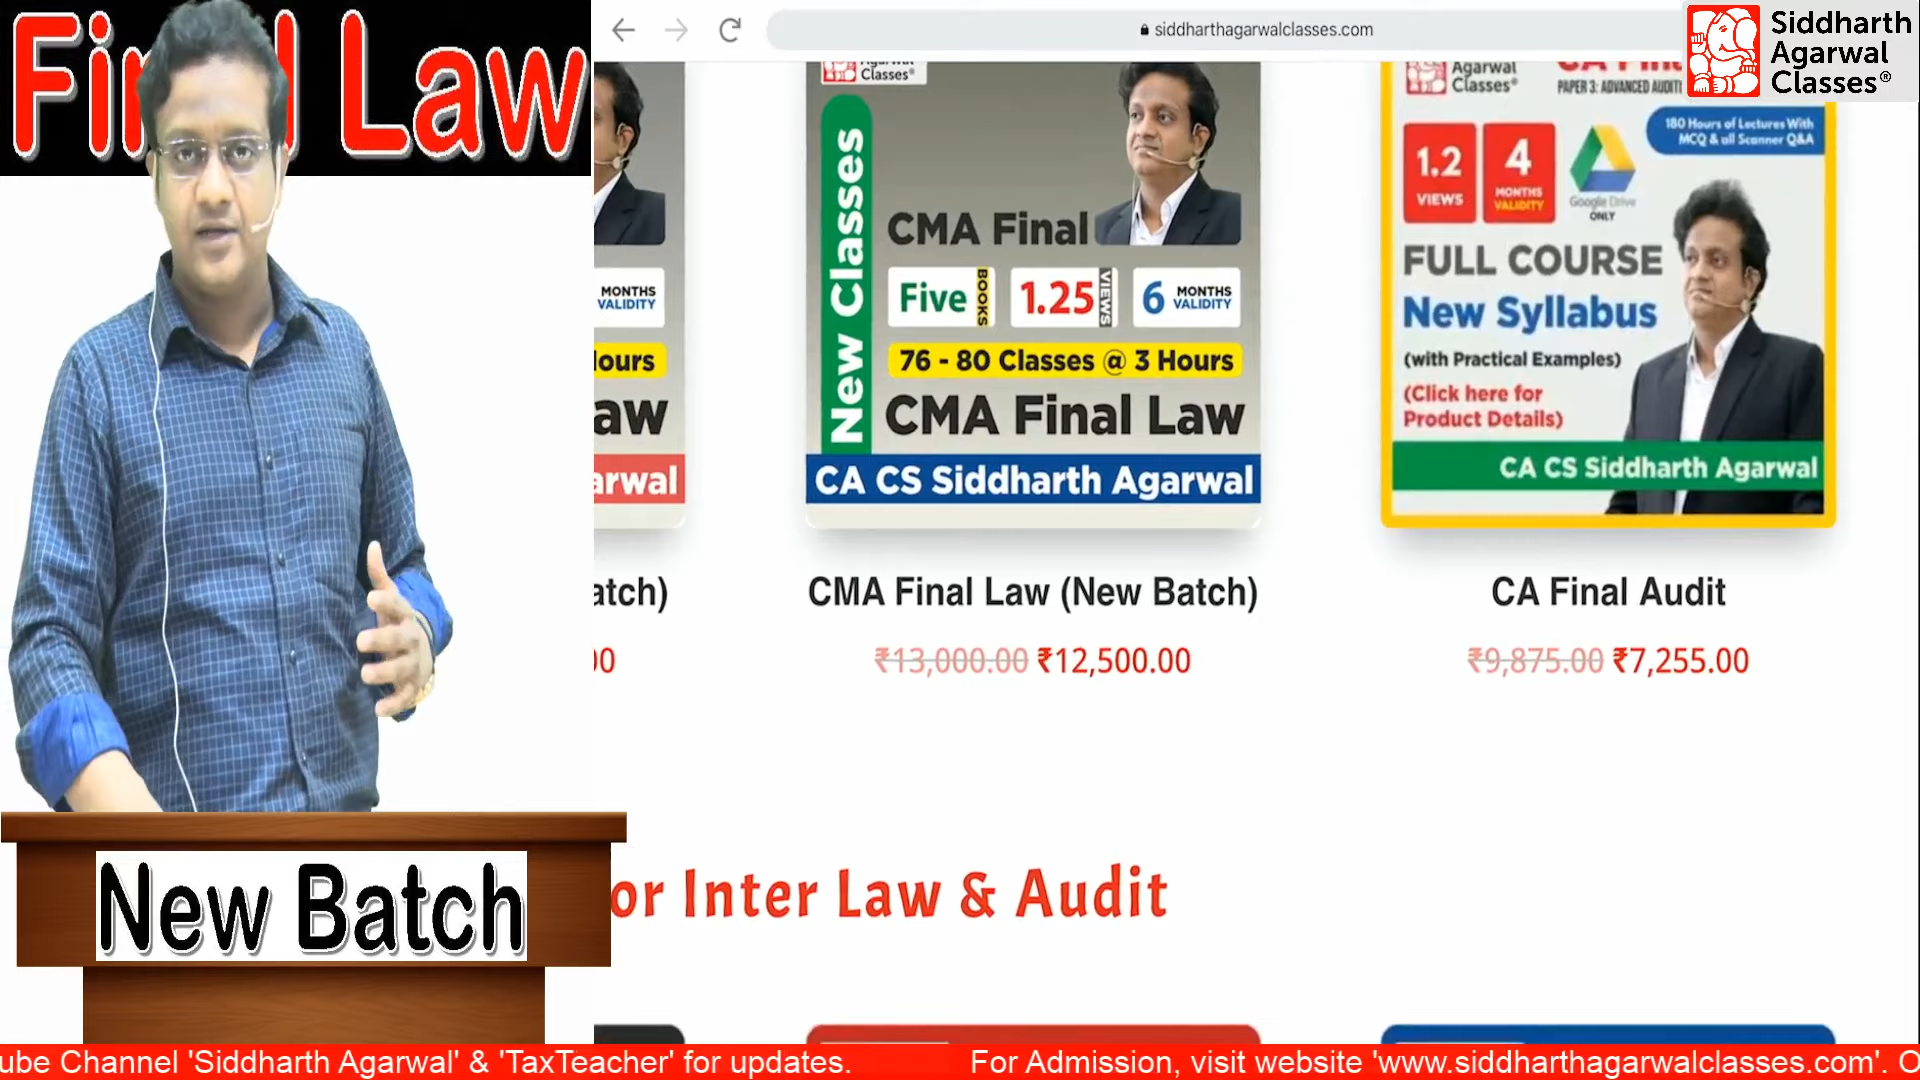 Final Law
siddharthagarwalclasses.com
Siddharth
Agarwal
Classes®
Agarwal
Classes®
New Classes
CMA Final
Five BOOKS
1.25 VIEWS
6 MONTHS
VALIDITY
76 - 80 Classes @ 3 Hours
CMA Final Law
CA CS Siddharth Agarwal
CMA Final Law (New Batch)
₹13,000.00 ₹12,500.00
MONTHS
VALIDITY
ours
aw
arwal
atch)
00
Agarwal
Classes®
PAPER 3: ADVANCED AUDITI
180 Hours of Lectures With
MCQ & all Scanner Q&A
1.2
VIEWS
4
MONTHS
VALIDITY
Google Drive
ONLY
FULL COURSE
New Syllabus
(with Practical Examples)
(Click here for
Product Details)
CA CS Siddharth Agarwal
CA Final Audit
₹9,875.00 ₹7,255.00
or Inter Law & Audit
New Batch
ube Channel 'Siddharth Agarwal' & 'TaxTeacher' for updates. For Admission, visit website 'www.siddharthagarwalclasses.com'. O